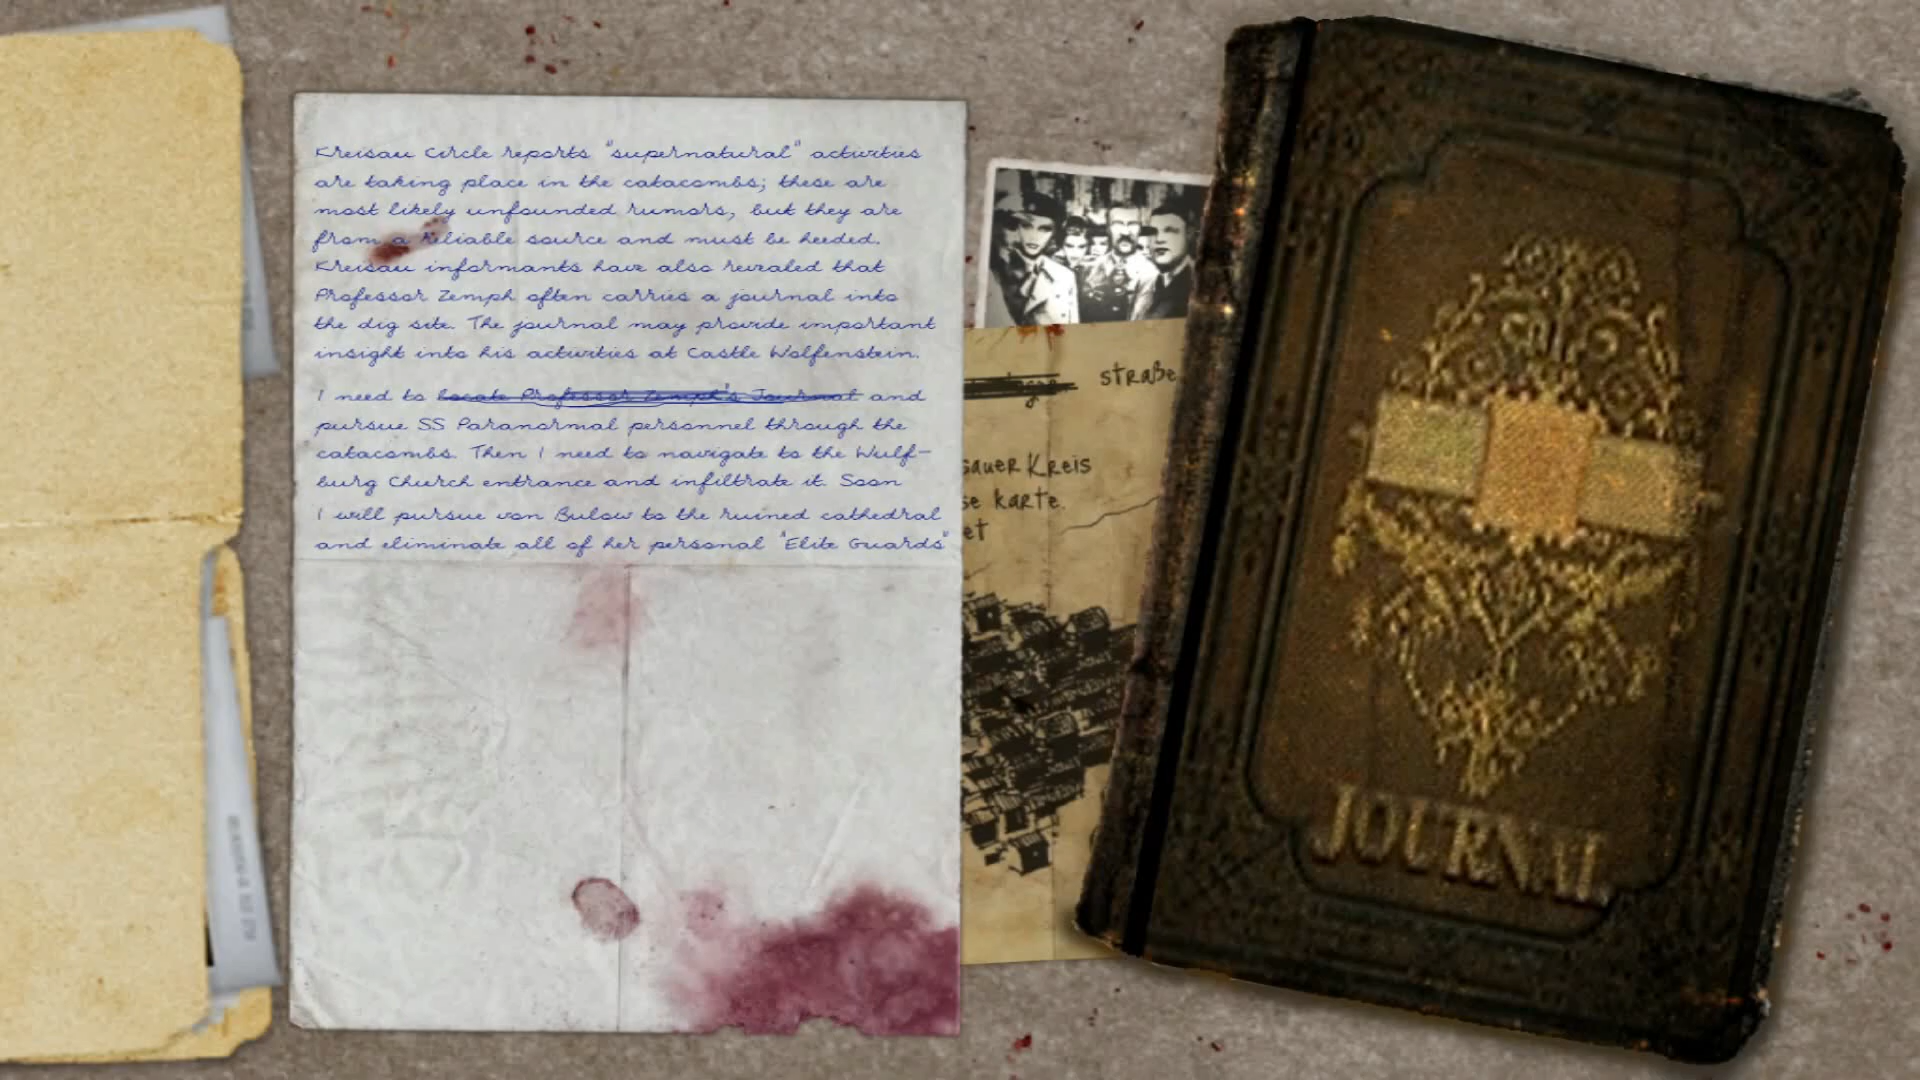 Kreisau Circle reports "supernatural" activities
are taking place in the catacombs; these are
most likely unfounded rumors, but they are
from a reliable source and must be heeded.
Kreisau informants have also revealed that
Professor Zemph often carries a journal into
the dig site. The journal may provide important
insight into his activities at Castle Wolfenstein.
I need to locate Professor Zemph's Journal and
pursue SS Paranormal personnel through the
catacombs. Then I need to navigate to the Wulf-
burg Church entrance and infiltrate it. Soon
I will pursue von Bulow to the ruined cathedral
and eliminate all of her personal "Elite Guards"
straße
sauer Kreis
se karte.
et
JOURNAL